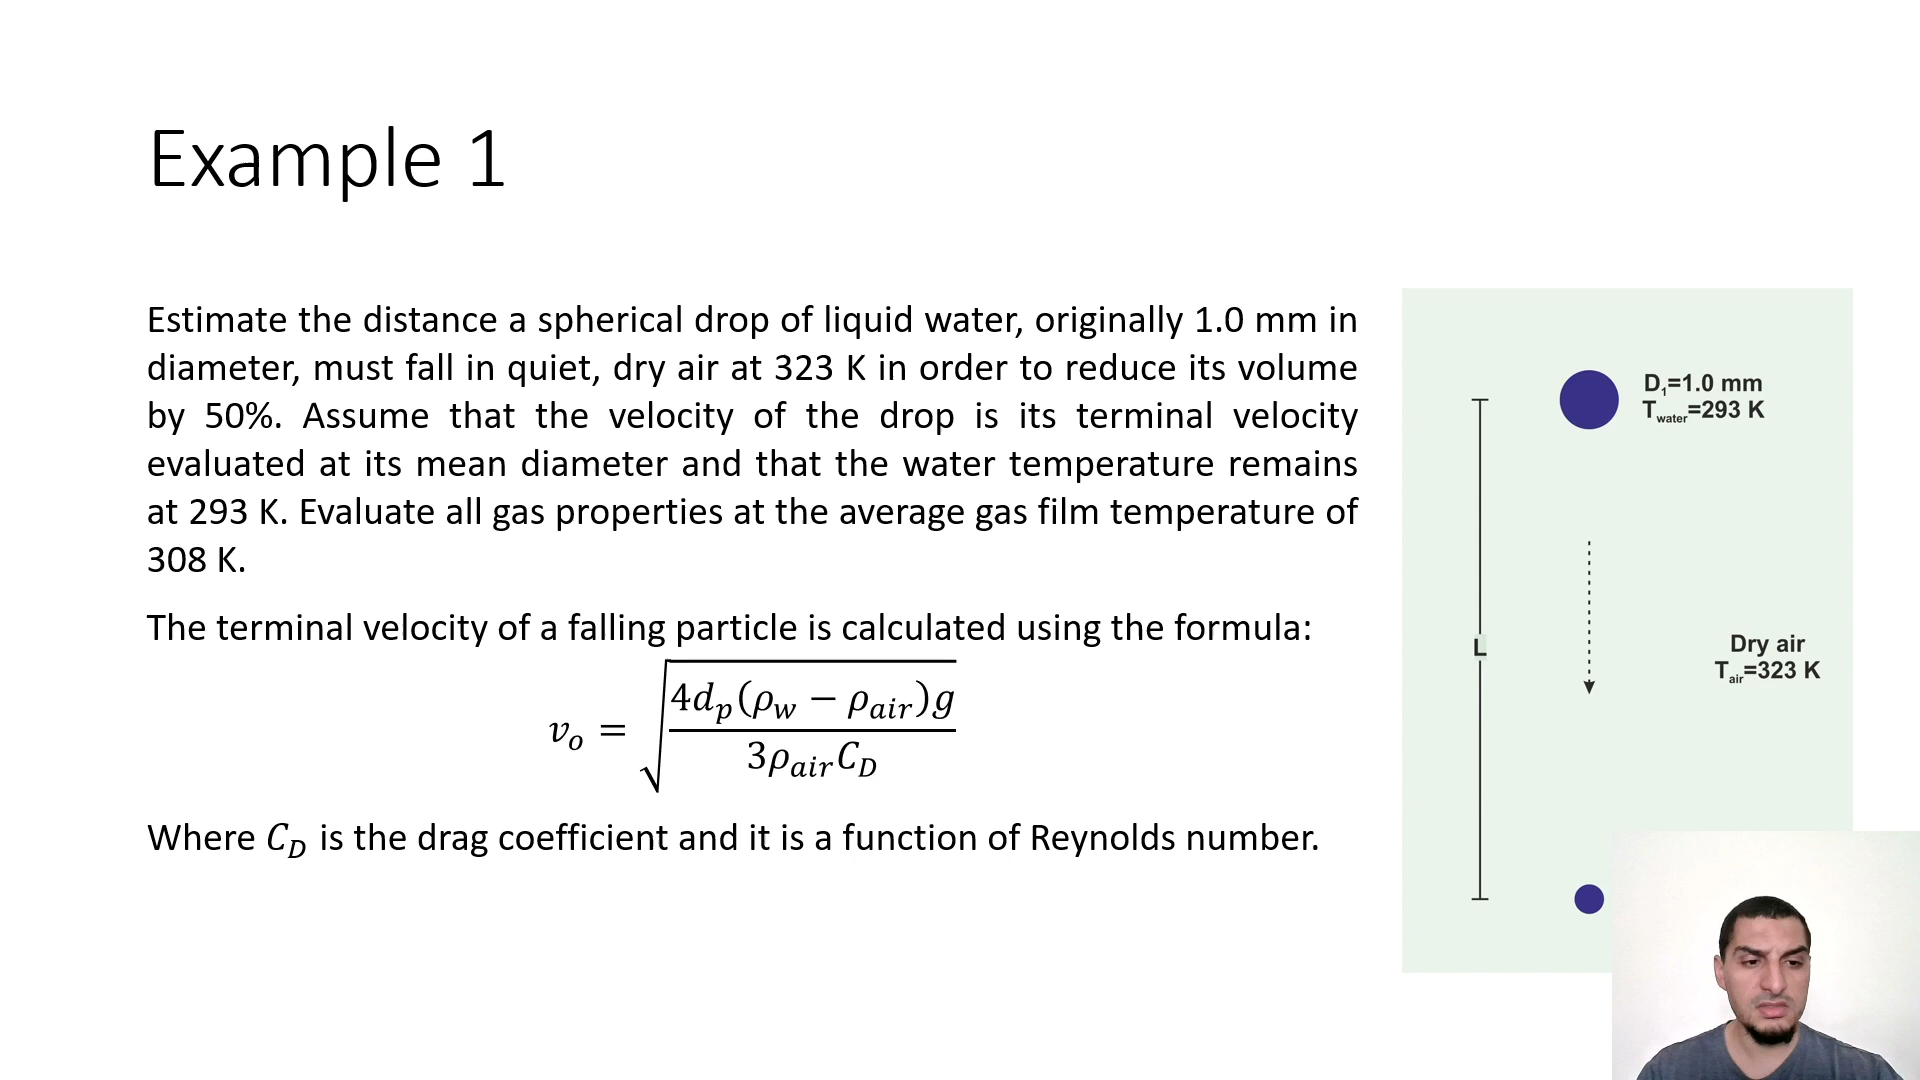 Example 1
Estimate the distance a spherical drop of liquid water, originally 1.0 mm in
diameter, must fall in quiet, dry air at 323 K in order to reduce its volume
by 50%. Assume that the velocity of the drop is its terminal velocity
evaluated at its mean diameter and that the water temperature remains
at 293 K. Evaluate all gas properties at the average gas film temperature of
308 K.
The terminal velocity of a falling particle is calculated using the formula:
v_o = √(4d_p(ρ_w − ρ_air)g / 3ρ_air C_D)
Where C_D is the drag coefficient and it is a function of Reynolds number.
D₁=1.0 mm
T_water=293 K
L
Dry air
T_air=323 K